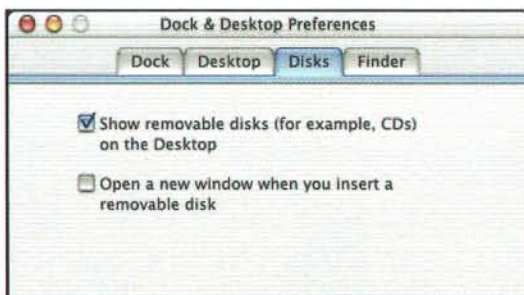 Dock & Desktop Preferences
Dock Desktop Disks Finder
Show removable disks (for example, CDs)
on the Desktop
Open a new window when you insert a
removable disk